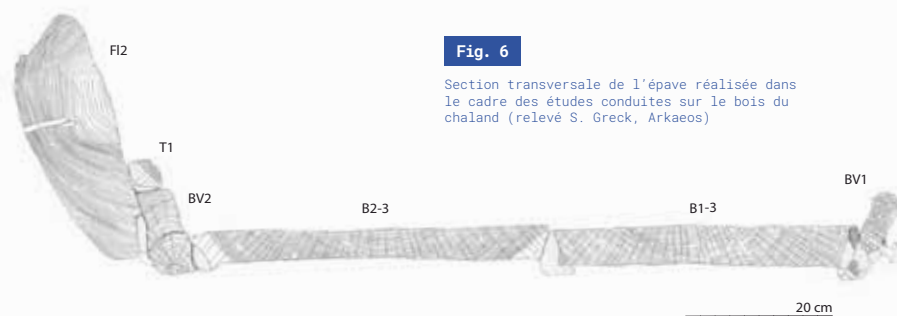 Fl2
Fig. 6
Section transversale de l'épave réalisée dans
le cadre des études conduites sur le bois du
chaland (relevé S. Greck, Arkaeos)
T1
BV2
B2-3
B1-3
BV1
20 cm